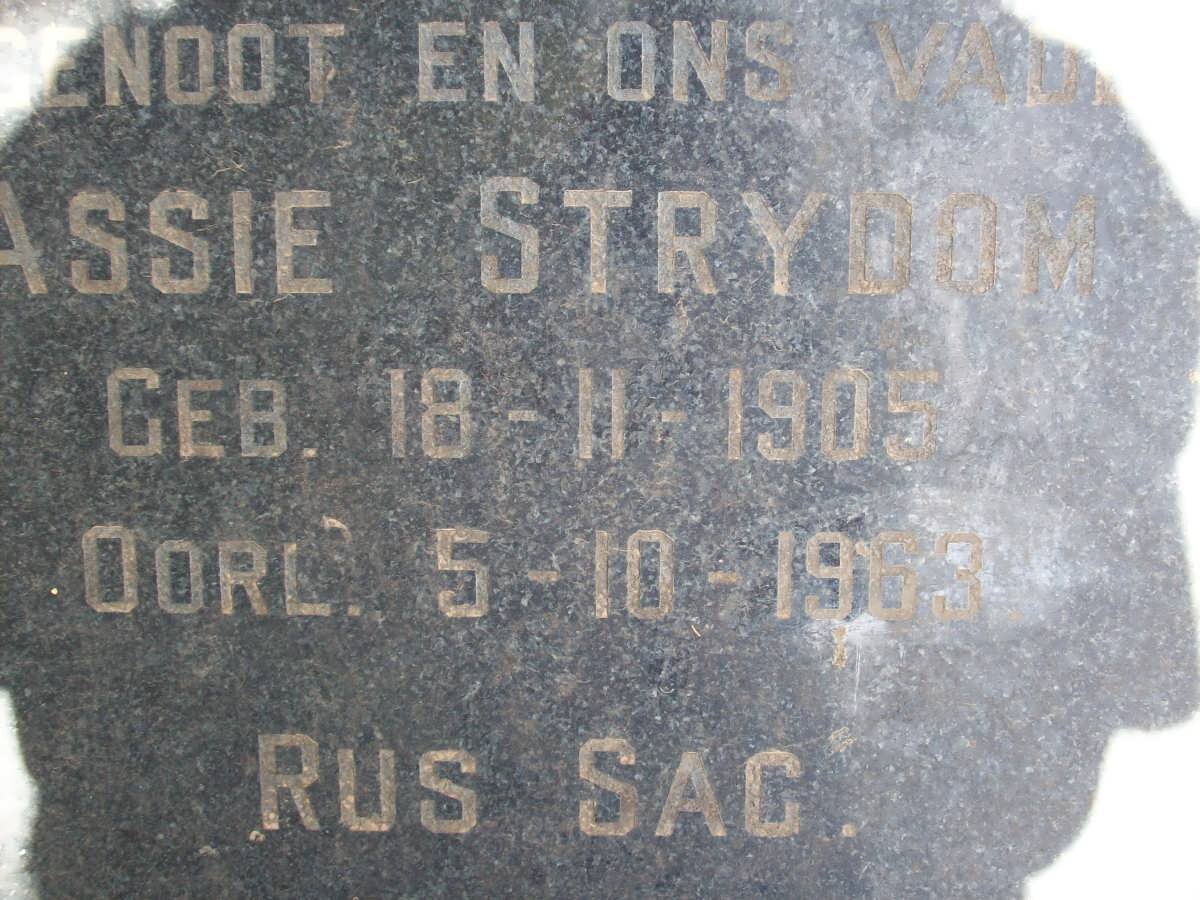 ENOOT EN ONS VAD
ASSIE STRYDOM
GEB. 18-11-1905
OORL. 5-10-1963.
RUS SAG.